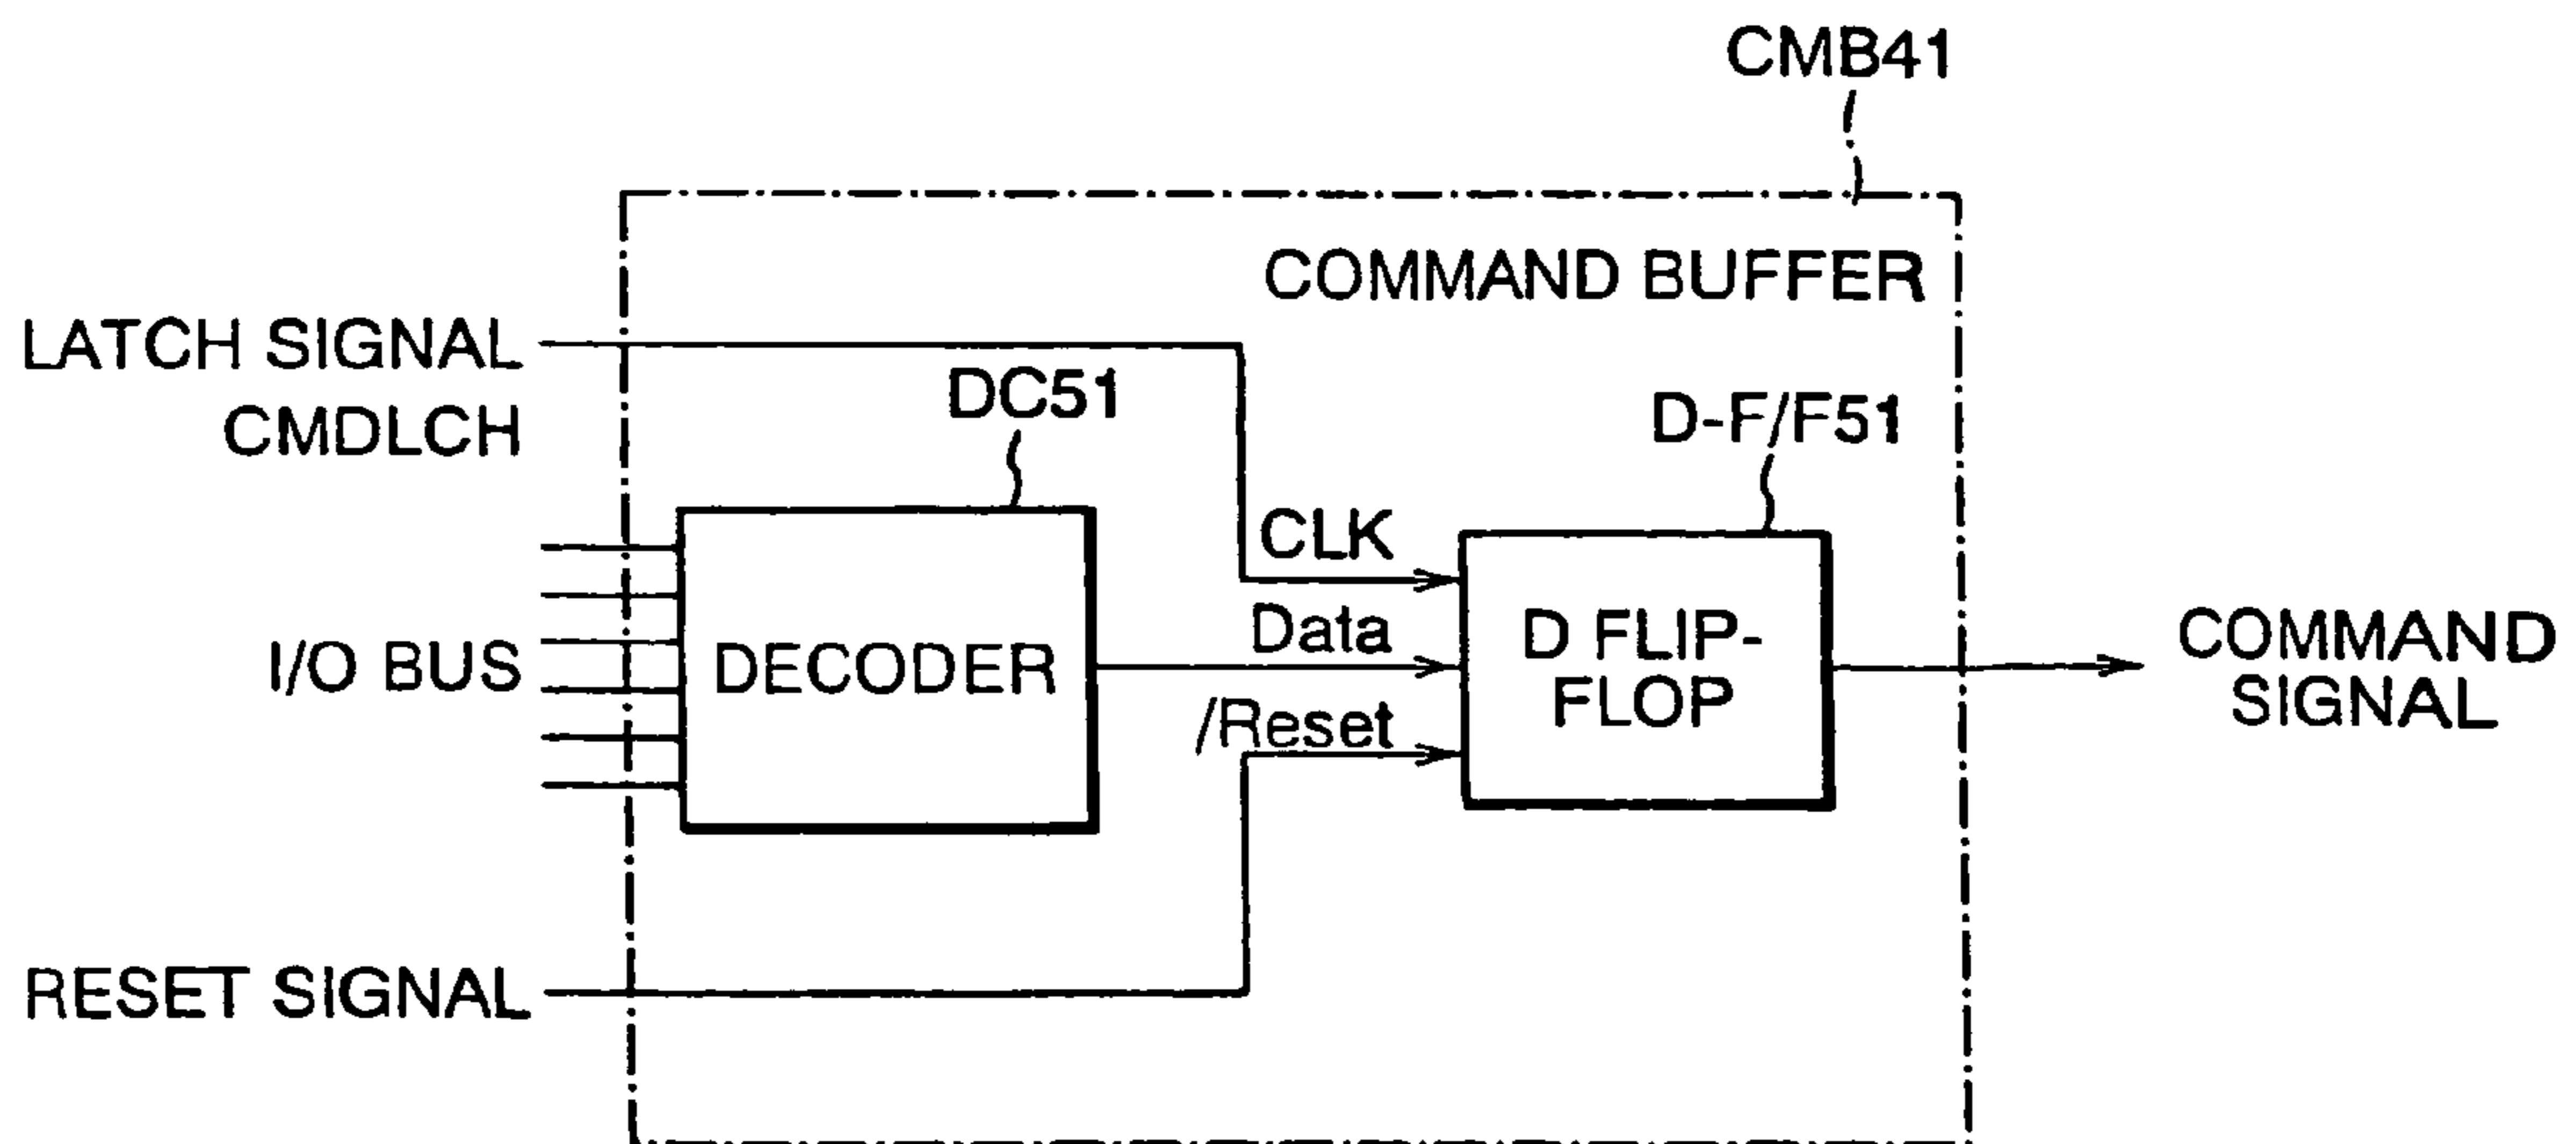 CMB41
COMMAND BUFFER
LATCH SIGNAL
CMDLCH
DC51
D-F/F51
CLK
Data
/Reset
I/O BUS
DECODER
D FLIP-
FLOP
COMMAND
SIGNAL
RESET SIGNAL